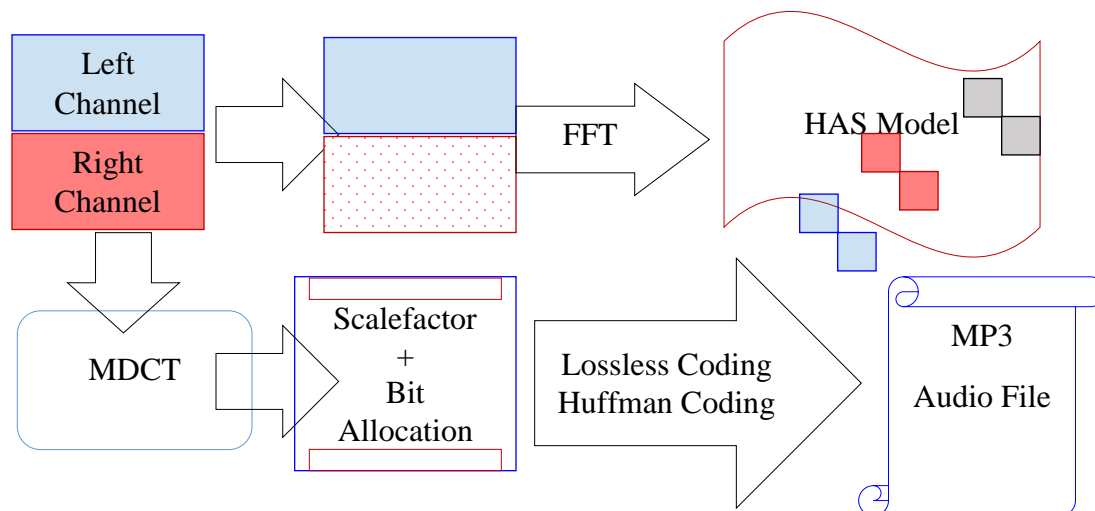 Left
Channel
Right
Channel
FFT
HAS Model
MDCT
Scalefactor
+
Bit
Allocation
Lossless Coding
Huffman Coding
MP3
Audio File